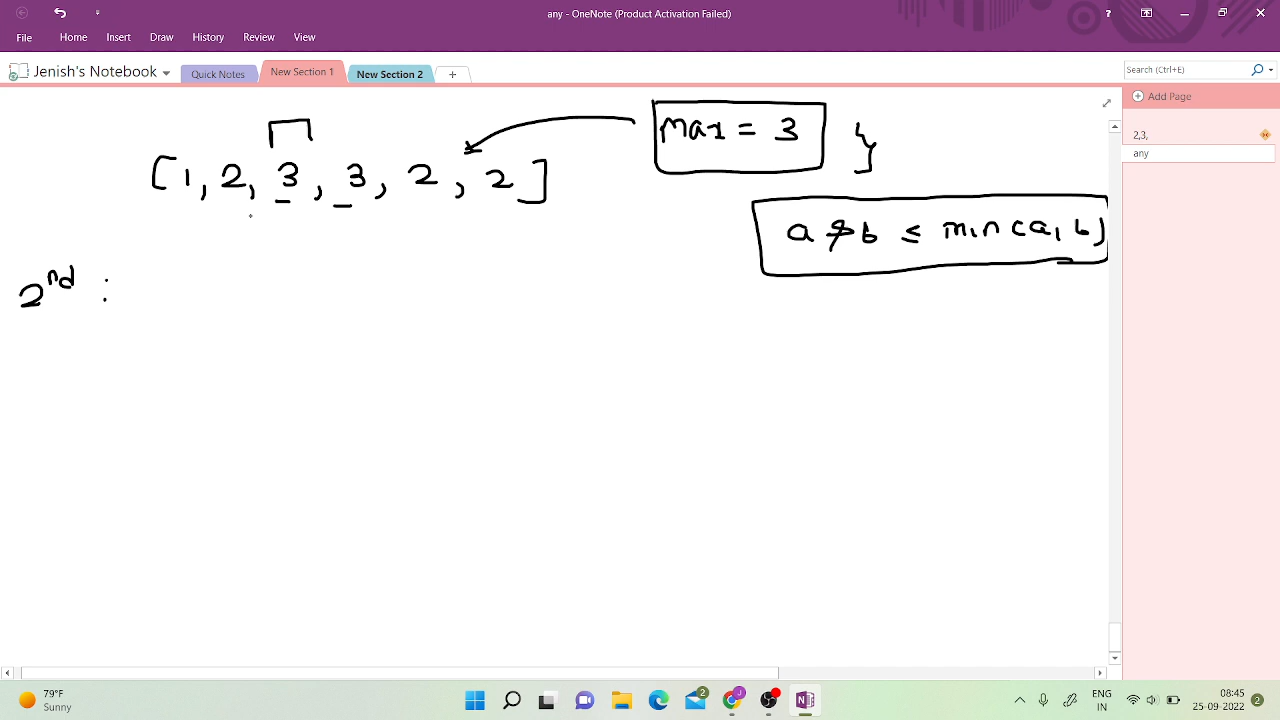 any - OneNote (Product Activation Failed)
?
File Home Insert Draw History Review View
Jenish's Notebook Quick Notes New Section 1 New Section 2 +
Search (Ctrl+E)
Add Page
2,3,
any
max = 3 }
[1, 2, 3, 3, 2, 2]
a & b ≤ min(a, b)
2nd :
79°F
Sunny
2
ENG
IN
08:45
25-09-2022
2